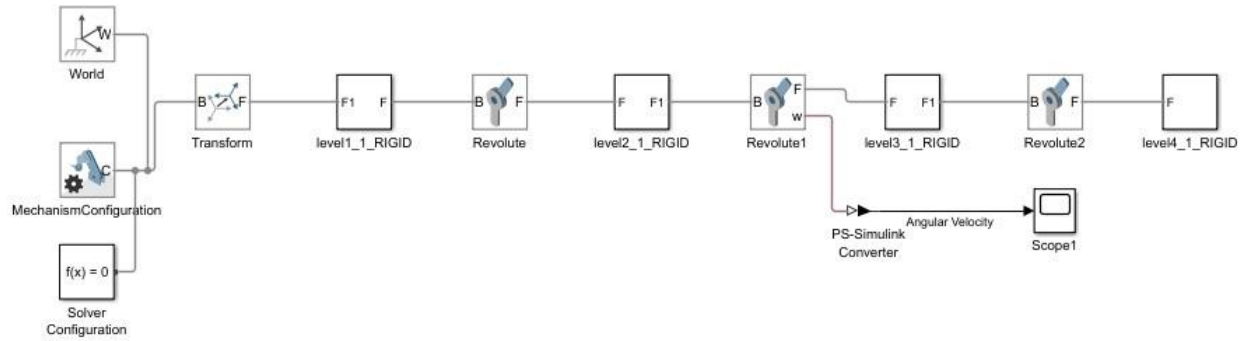 W
World
B F
Transform
F1 F
level1_1_RIGID
B F
Revolute
F F1
level2_1_RIGID
B F
w
Revolute1
F F1
level3_1_RIGID
B F
Revolute2
F
level4_1_RIGID
C
MechanismConfiguration
PS-Simulink
Converter
Angular Velocity
Scope1
f(x) = 0
Solver
Configuration